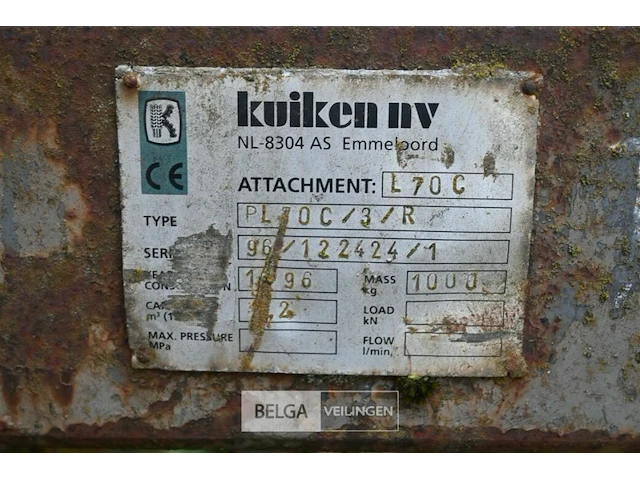 K
kuiken nv
CE
NL-8304 AS Emmeloord
ATTACHMENT: L70C
TYPE PL70C/3/R
96/122424/1
MASS kg 1000
m³
LOAD kN
MAX. PRESSURE MPa
FLOW l/min,
BELGA VEILINGEN